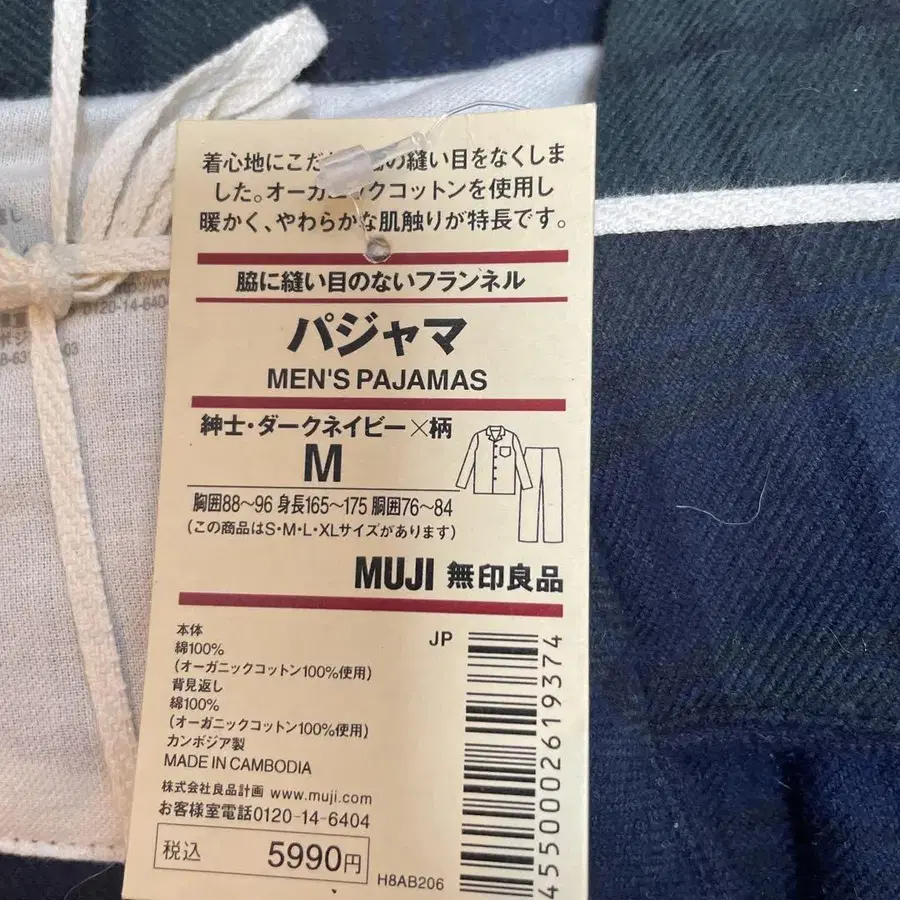 着心地にこだ の縫い目をなくしま
した。オーガニックコットンを使用し
暖かく、やわらかな肌触りが特長です。
脇に縫い目のないフランネル
パジャマ
MEN'S PAJAMAS
紳士・ダークネイビー×柄
M
胸囲88〜96 身長165〜175 胴囲76〜84
(この商品はS・M・L・XLサイズがあります)
MUJI 無印良品
JP
本体
綿100%
(オーガニックコットン100%使用)
背見返し
綿100%
(オーガニックコットン100%使用)
カンボジア製
MADE IN CAMBODIA
株式会社良品計画 www.muji.com
お客様室電話0120-14-6404
税込 5990円
H8AB206
4550002619374
0120-14-640